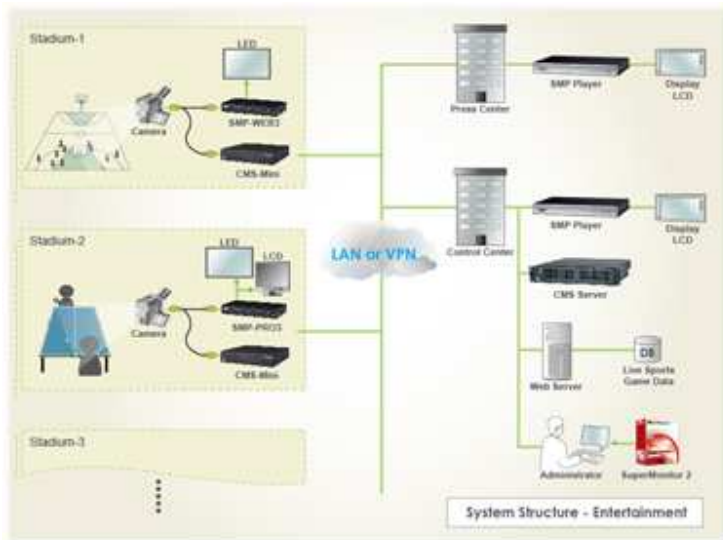 Stadium-1
LED
Camera
SMP-WEB3
CMS-Mini
Stadium-2
LED
LCD
Camera
SMP-PRO3
CMS-Mini
Stadium-3
LAN or VPN
Press Center
SMP Player
Display
LCD
Control Center
SMP Player
Display
LCD
CMS Server
Web Server
DB
Live Sports
Game Data
Administrator
SuperMonitor 2
System Structure - Entertainment